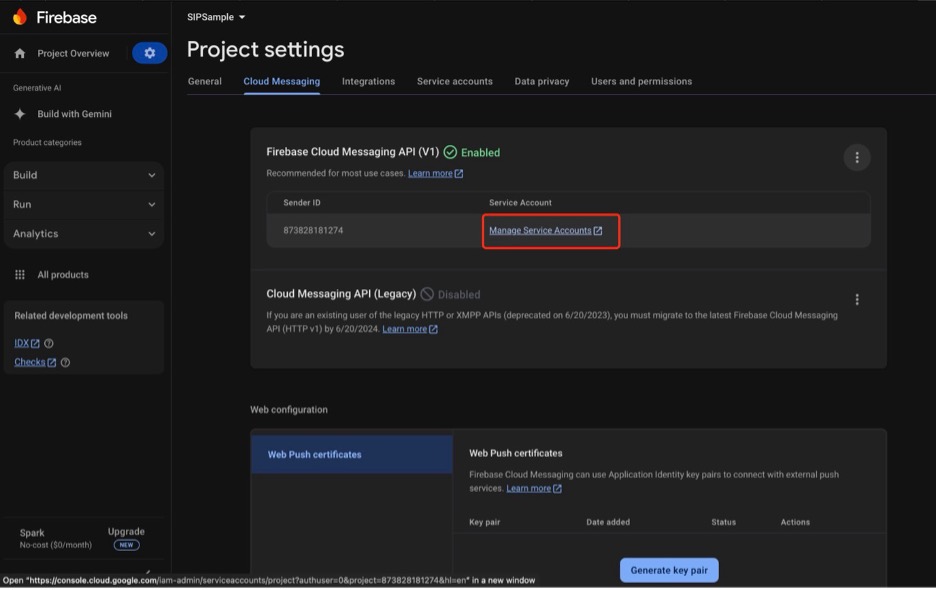 Firebase
SIPSample
Project Overview
Project settings
Generative AI
Build with Gemini
Product categories
Build
Run
Analytics
All products
Related development tools
IDX
Checks
Spark
No-cost ($0/month)
Upgrade
NEW
General Cloud Messaging Integrations Service accounts Data privacy Users and permissions
Firebase Cloud Messaging API (V1) Enabled
Recommended for most use cases. Learn more
Sender ID Service Account
873828181274 Manage Service Accounts
Cloud Messaging API (Legacy) Disabled
If you are an existing user of the legacy HTTP or XMPP APIs (deprecated on 6/20/2023), you must migrate to the latest Firebase Cloud Messaging
API (HTTP v1) by 6/20/2024. Learn more
Web configuration
Web Push certificates
Web Push certificates
Firebase Cloud Messaging can use Application Identity key pairs to connect with external push
services. Learn more
Key pair Date added Status Actions
Generate key pair
Open "https://console.cloud.google.com/iam-admin/serviceaccounts/project?authuser=0&project=873828181274&hl=en" in a new window